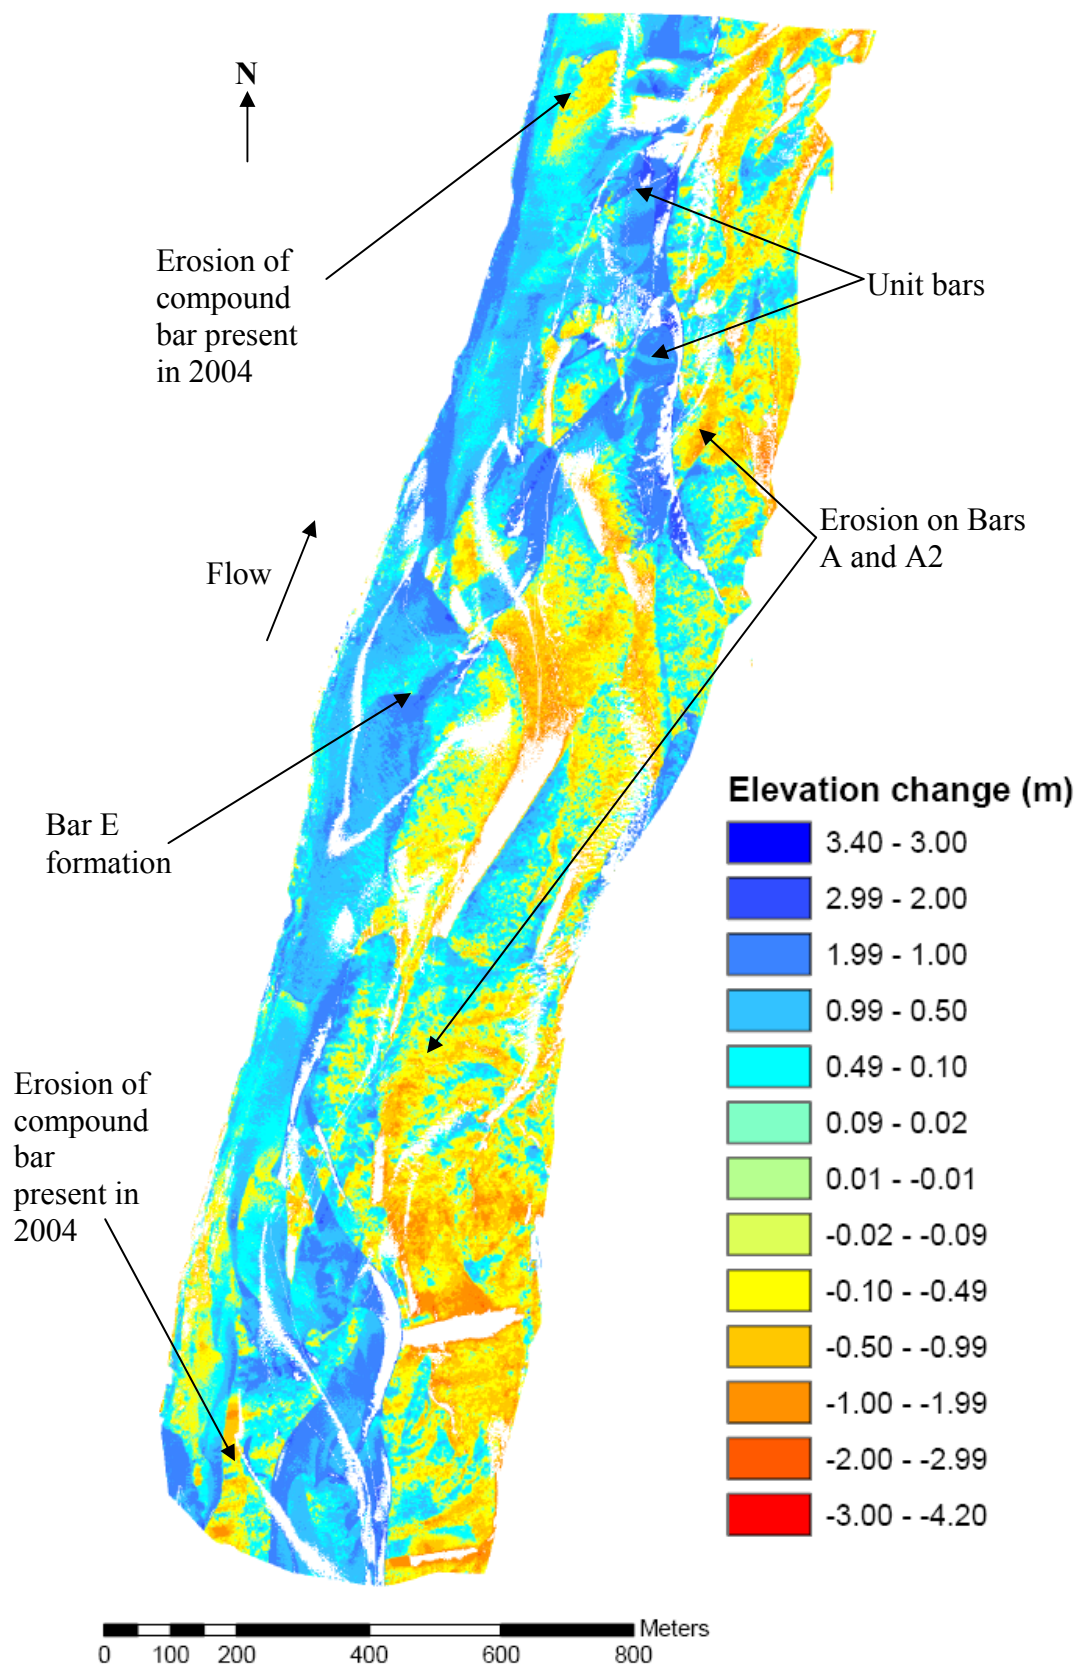 N
Erosion of
compound
bar present
in 2004
Unit bars
Erosion on Bars
A and A2
Flow
Bar E
formation
Erosion of
compound
bar
present in
2004
Elevation change (m)
3.40 - 3.00
2.99 - 2.00
1.99 - 1.00
0.99 - 0.50
0.49 - 0.10
0.09 - 0.02
0.01 - -0.01
-0.02 - -0.09
-0.10 - -0.49
-0.50 - -0.99
-1.00 - -1.99
-2.00 - -2.99
-3.00 - -4.20
Meters
0 100 200 400 600 800